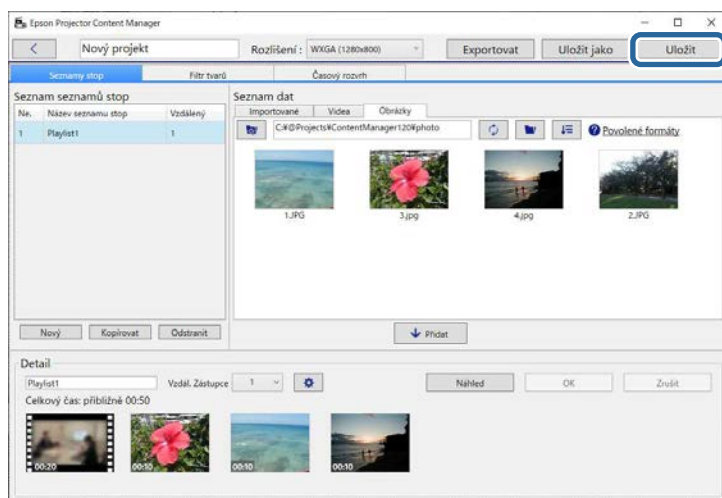 Epson Projector Content Manager
Nový projekt Rozlišení : WXGA (1280x800) Exportovat Uložit jako Uložit
Seznamy stop Filtr tvarů Časový rozvrh
Seznam seznamů stop
Ne. Název seznamu stop Vzdálený
1 Playlist1 1
Nový Kopírovat Odstranit
Seznam dat
Importované Videa Obrázky
C:¥@Projects¥ContentManager120¥photo Povolené formáty
1.JPG 3.jpg 4.jpg 2.JPG
Přidat
Detail
Playlist1 Vzdál. Zástupce 1 Náhled OK Zrušit
Celkový čas: přibližně 00:50
00:20 00:10 00:10 00:10